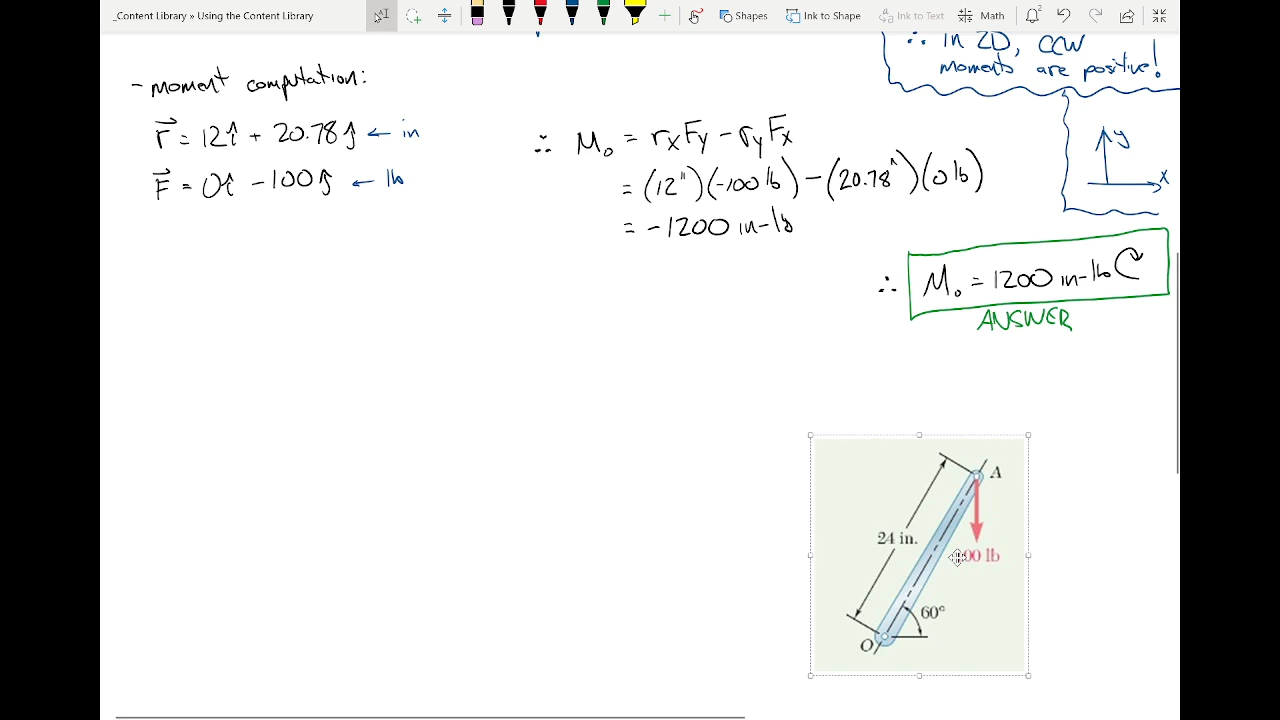 _Content Library » Using the Content Library
Shapes Ink to Shape Ink to Text Math
∴ in 2D, CCW
moments are positive!
- moment computation:
r⃗ = 12î + 20.78ĵ ← in
F⃗ = 0î - 100ĵ ← lb
∴ Mo = rxFy - ryFx
= (12")(-100 lb) - (20.78")(0 lb)
= -1200 in-lb
y
x
∴ Mo = 1200 in-lb ↻
ANSWER
A
24 in.
00 lb
60°
O